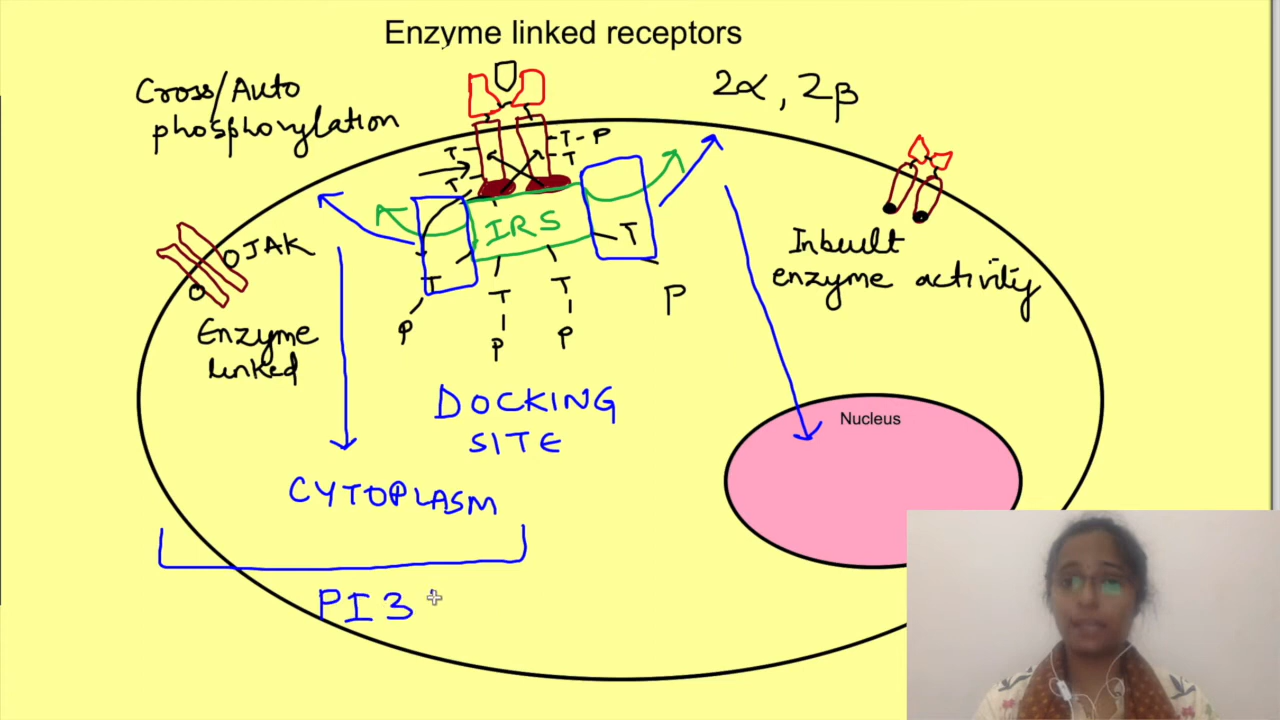 Enzyme linked receptors
Cross/Auto
phosphorylation
2α, 2β
T T
T-P
T
IRS
T T T T
P P P P
JAK
Enzyme
linked
Inbuilt
enzyme activity
DOCKING
SITE
Nucleus
CYTOPLASM
PI3